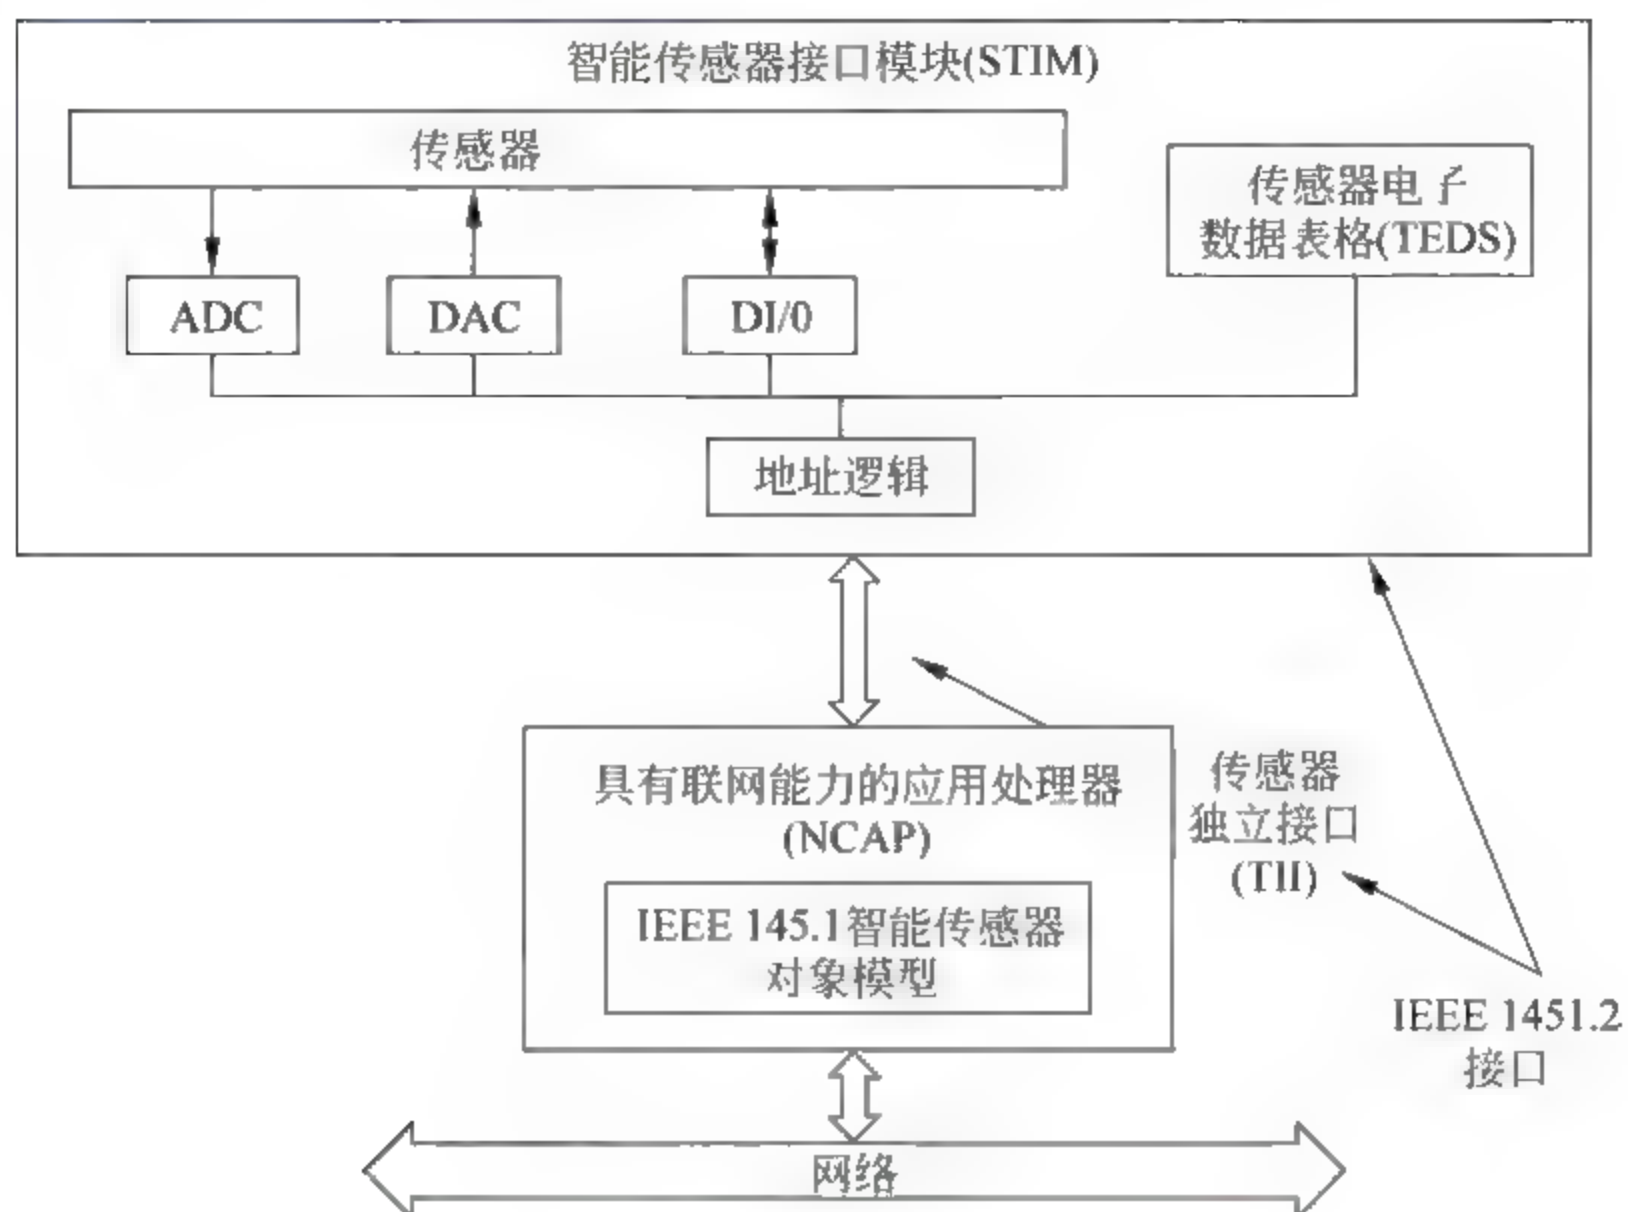 智能传感器接口模块(STIM)
传感器
传感器电子
数据表格(TEDS)
ADC
DAC
DI/0
地址逻辑
具有联网能力的应用处理器
(NCAP)
IEEE 145.1智能传感器
对象模型
传感器
独立接口
(TII)
IEEE 1451.2
接口
网络